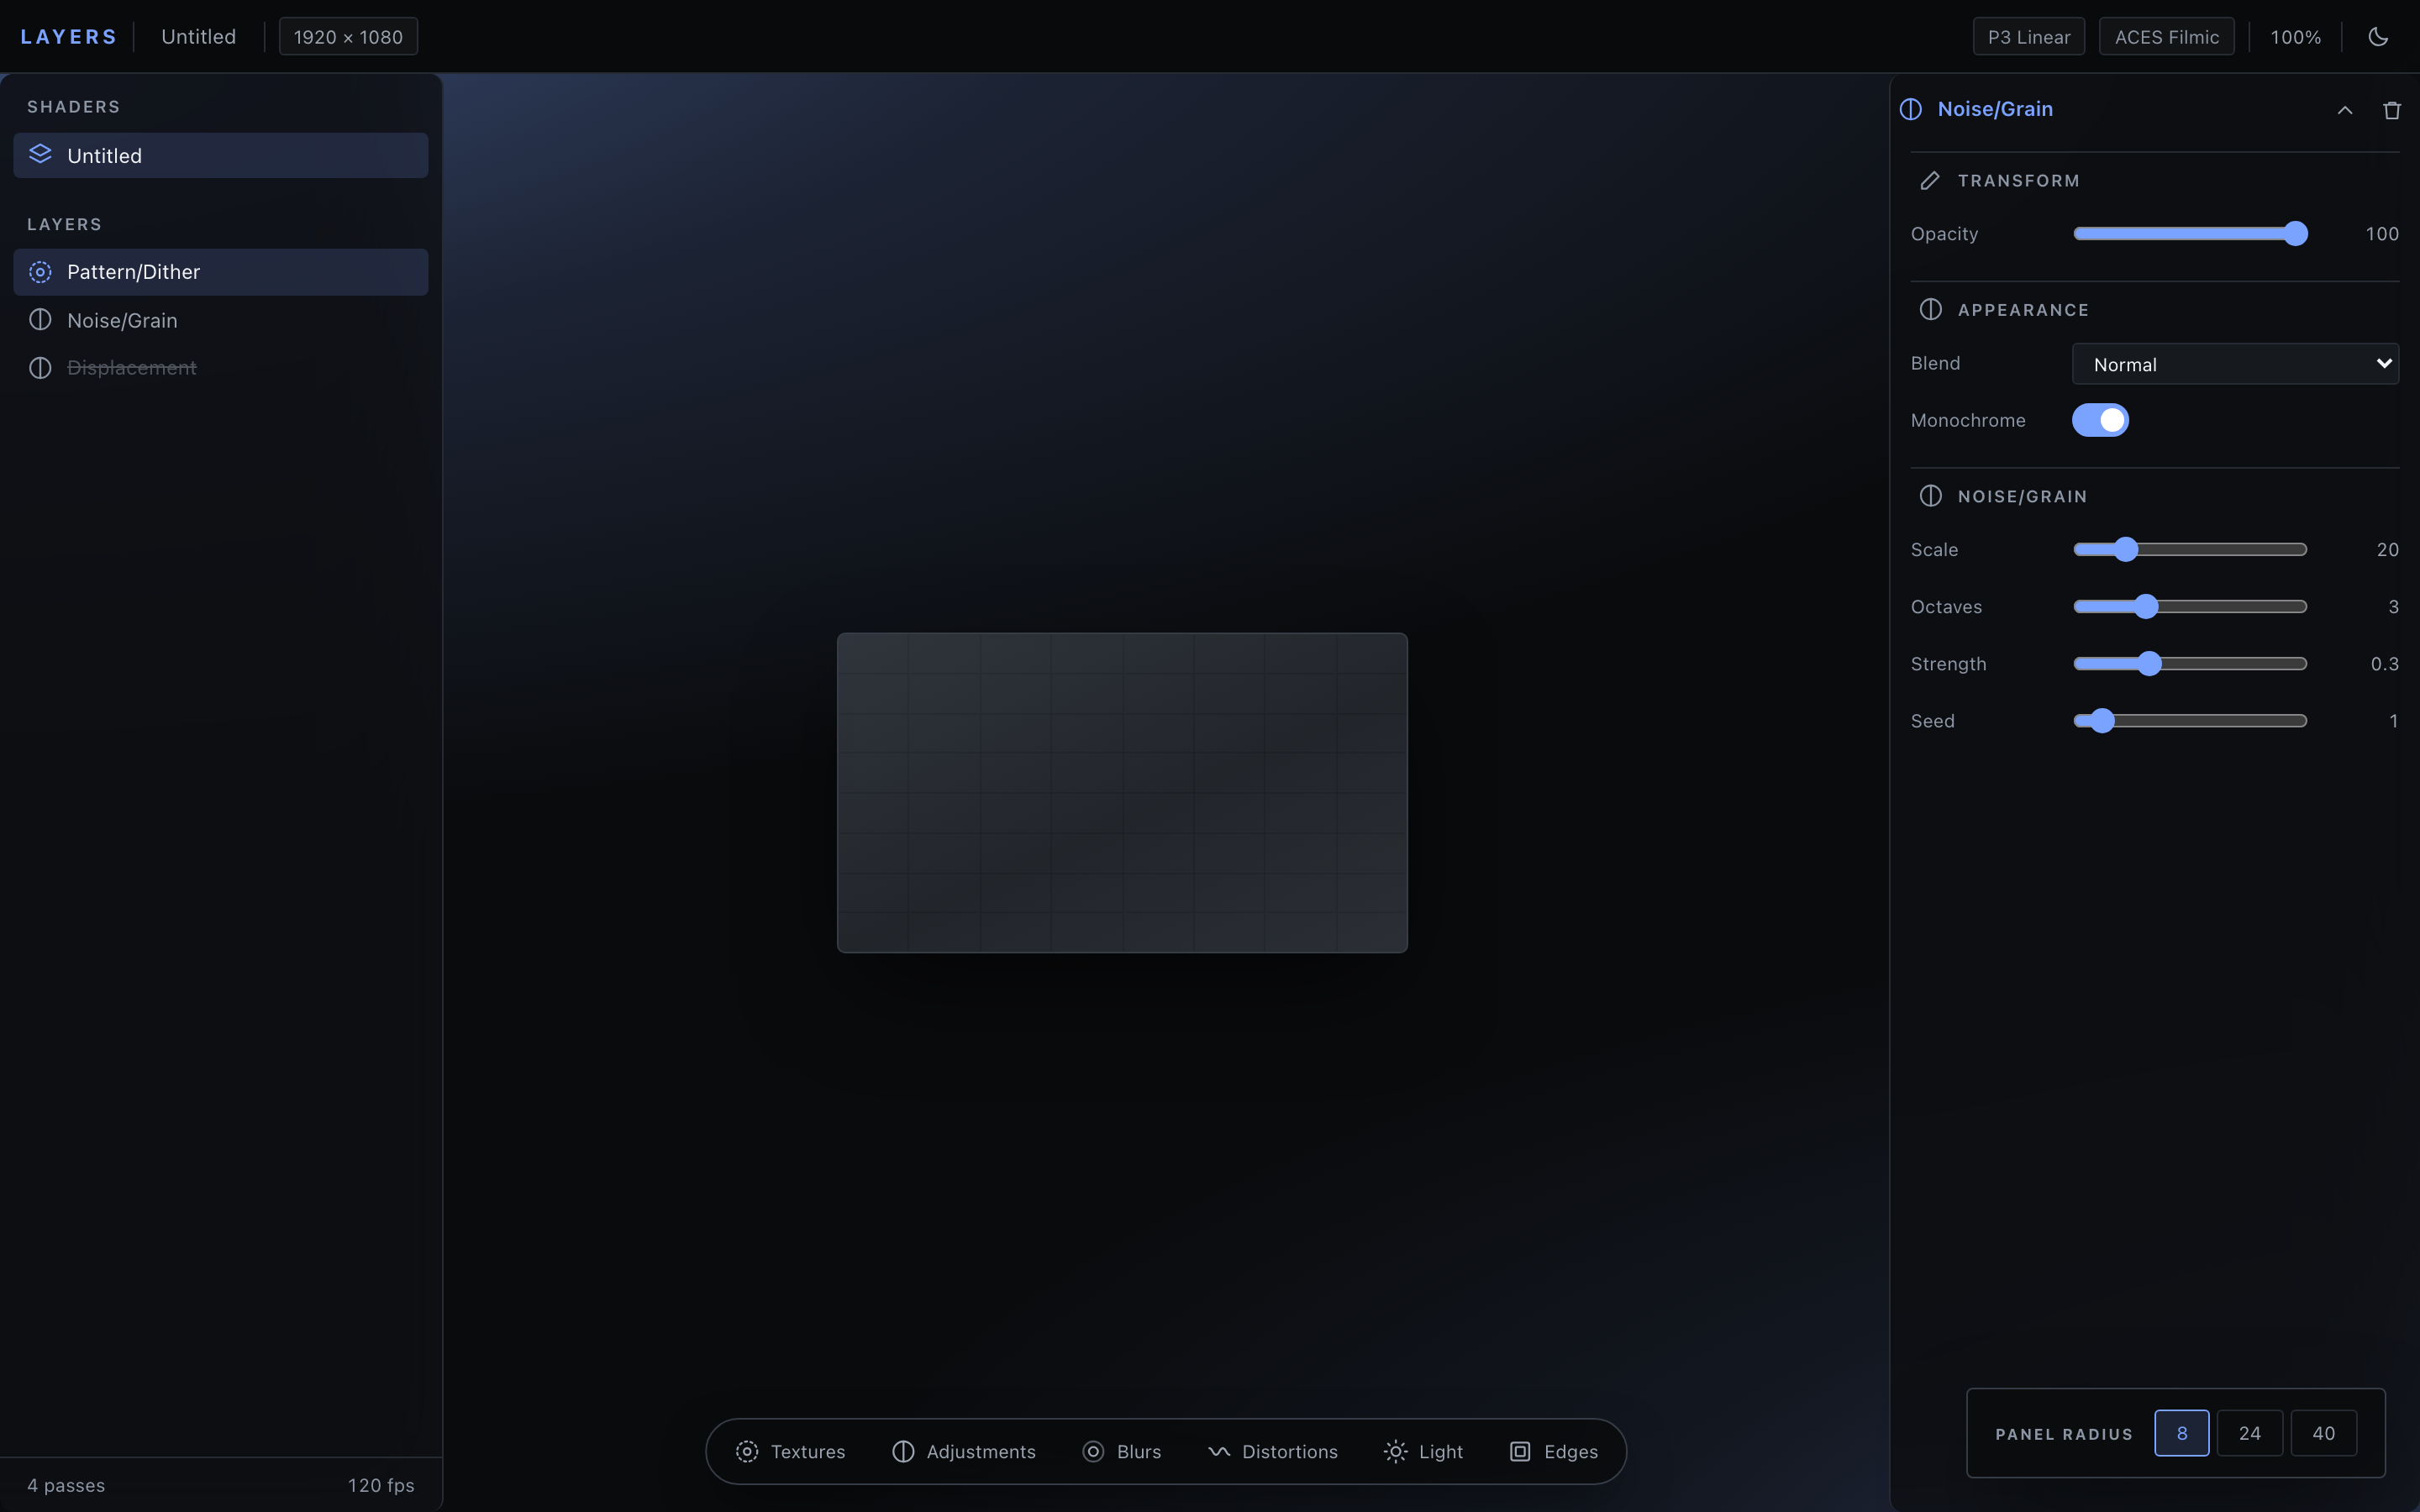 LAYERS
Untitled
1920 × 1080
P3 Linear
ACES Filmic
100%
SHADERS
Untitled
LAYERS
Pattern/Dither
Noise/Grain
Displacement
4 passes
120 fps
Textures
Adjustments
Blurs
Distortions
Light
Edges
Noise/Grain
TRANSFORM
Opacity
100
APPEARANCE
Blend
Normal
Monochrome
NOISE/GRAIN
Scale
20
Octaves
3
Strength
0.3
Seed
1
PANEL RADIUS
8
24
40